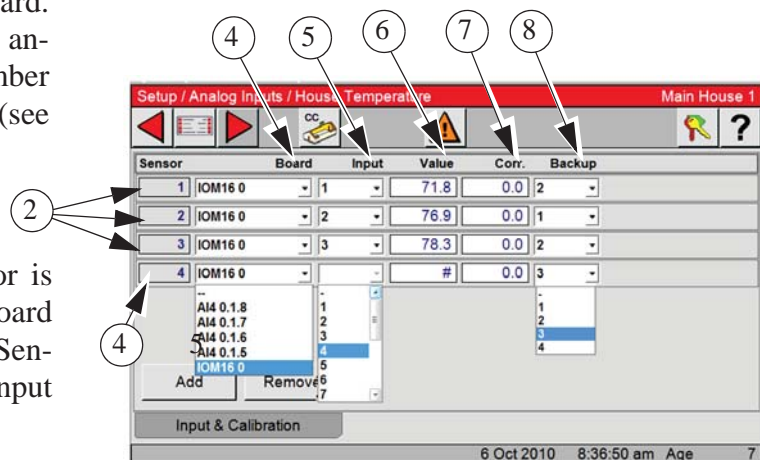 ard.
an-
nber
(see
or is
oard
Sen-
nput
4 5 6 7 8
Setup / Analog Inputs / House Temperature Main House 1
CC ?
Sensor Board Input Value Corr. Backup
1 IOM16 0 1 71.8 0.0 2
2 IOM16 0 2 76.9 0.0 1
3 IOM16 0 3 78.3 0.0 2
4 IOM16 0 # 0.0 3
2
4
5
--
AI4 0.1.8
AI4 0.1.7
AI4 0.1.6
AI4 0.1.5
IOM16 0
-
1
2
3
4
5
6
7
-
1
2
3
4
Add Remove
Input & Calibration
6 Oct 2010 8:36:50 am Age 7